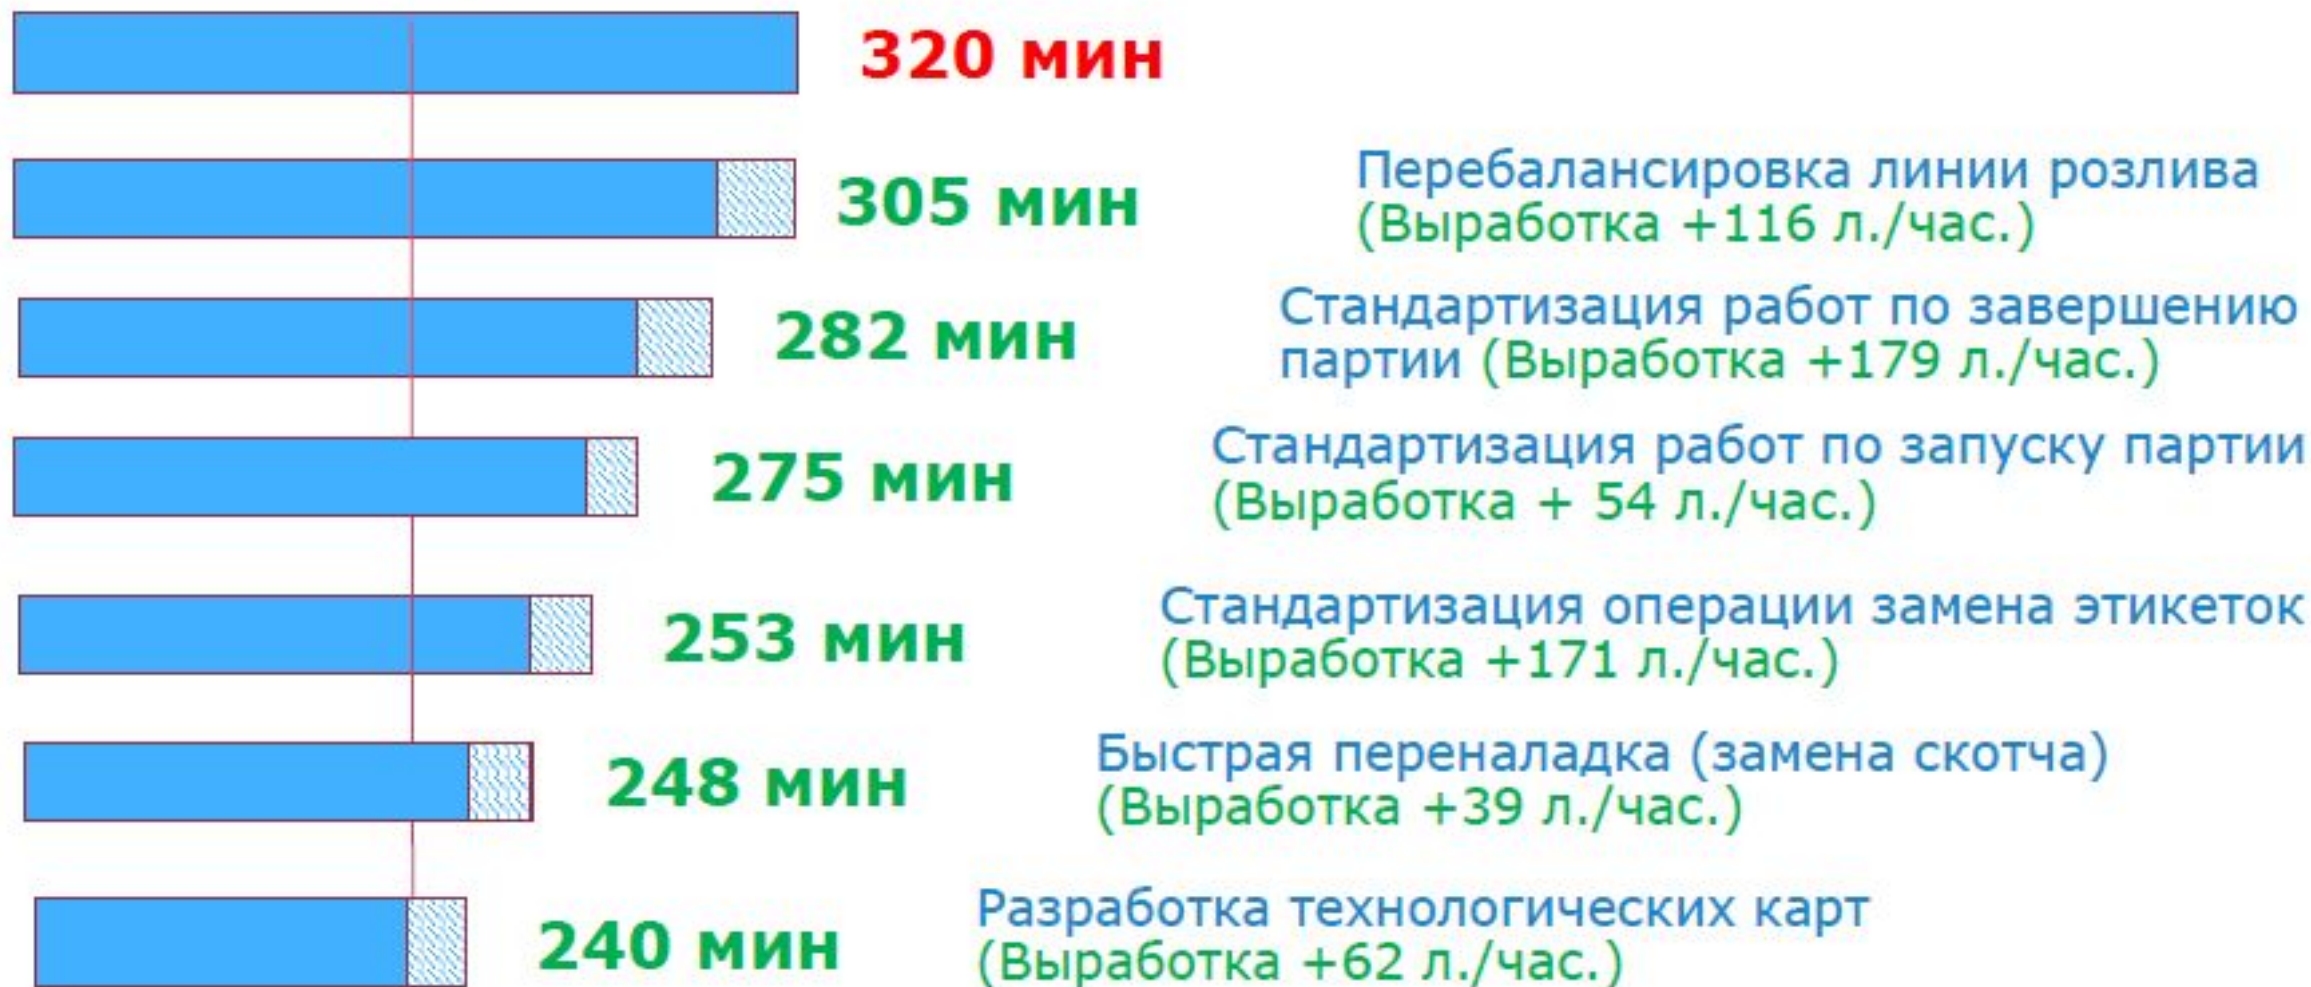 320 мин
305 мин
Перебалансировка линии розлива
(Выработка +116 л./час.)
282 мин
Стандартизация работ по завершению
партии (Выработка +179 л./час.)
275 мин
Стандартизация работ по запуску партии
(Выработка + 54 л./час.)
253 мин
Стандартизация операции замена этикеток
(Выработка +171 л./час.)
248 мин
Быстрая переналадка (замена скотча)
(Выработка +39 л./час.)
240 мин
Разработка технологических карт
(Выработка +62 л./час.)